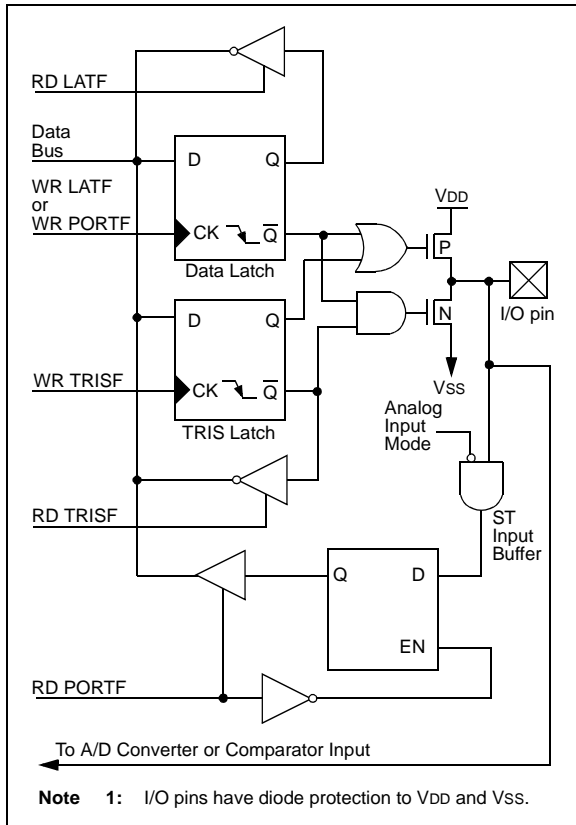 RD LATF
Data
Bus
D Q
WR LATF
or
WR PORTF
CK Q
Data Latch
VDD
P
I/O pin
D Q
N
WR TRISF
CK Q
TRIS Latch
VSS
Analog
Input
Mode
RD TRISF
ST
Input
Buffer
Q D
EN
RD PORTF
To A/D Converter or Comparator Input
Note 1: I/O pins have diode protection to VDD and VSS.